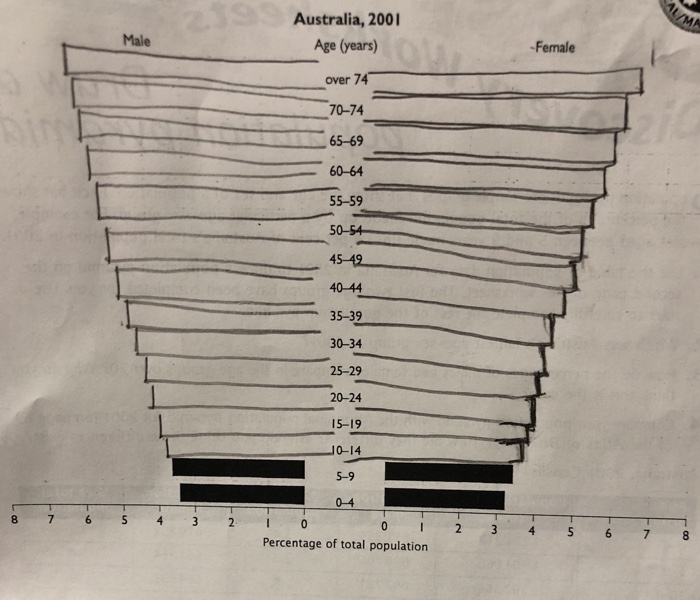 Australia, 2001
Male
Age (years)
-Female
over 74
70–74
65–69
60–64
55–59
50–54
45–49
40–44
35–39
30–34
25–29
20–24
15–19
10–14
5–9
0–4
8 7 6 5 4 3 2 1 0 0 1 2 3 4 5 6 7 8
Percentage of total population